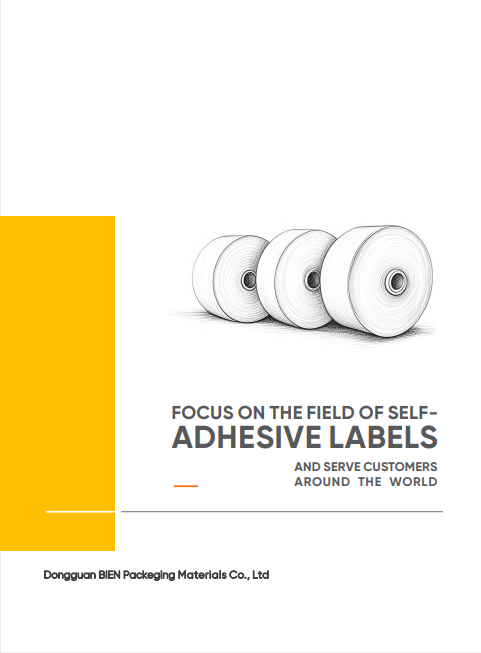 FOCUS ON THE FIELD OF SELF-
ADHESIVE LABELS
AND SERVE CUSTOMERS
AROUND THE WORLD
Dongguan BIEN Packeging Materials Co., Ltd